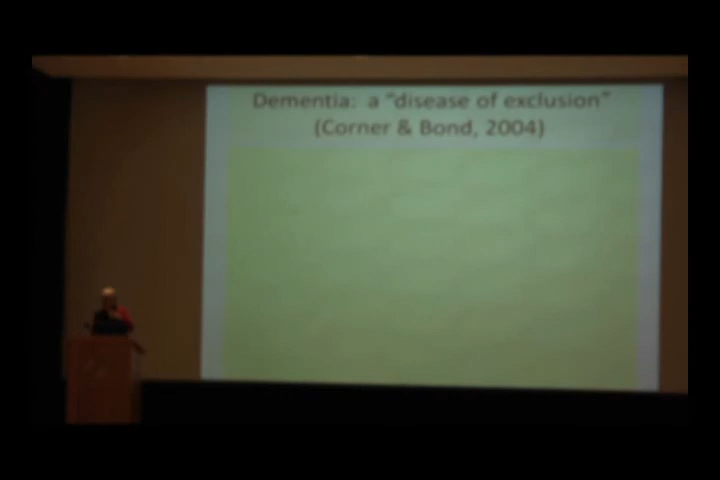 Dementia: a "disease of exclusion"
(Corner & Bond, 2004)